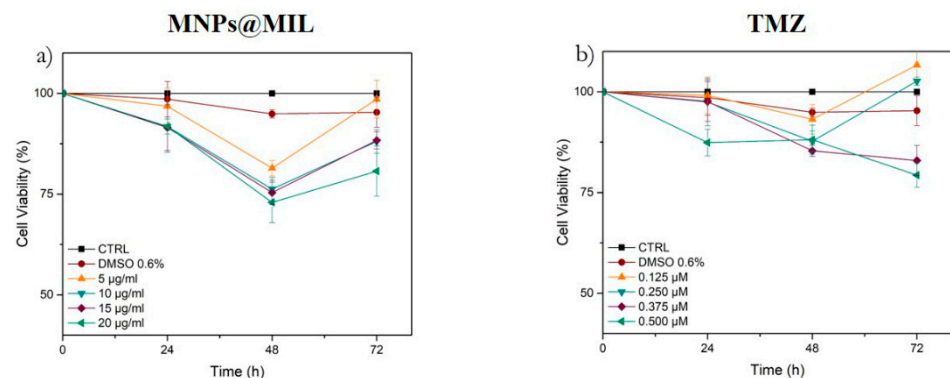 MNPs@MIL
a)
100
75
50
Cell Viability (%)
CTRL
DMSO 0.6%
5 µg/ml
10 µg/ml
15 µg/ml
20 µg/ml
0 24 48 72
Time (h)
TMZ
b)
100
75
50
Cell Viability (%)
CTRL
DMSO 0.6%
0.125 µM
0.250 µM
0.375 µM
0.500 µM
0 24 48 72
Time (h)